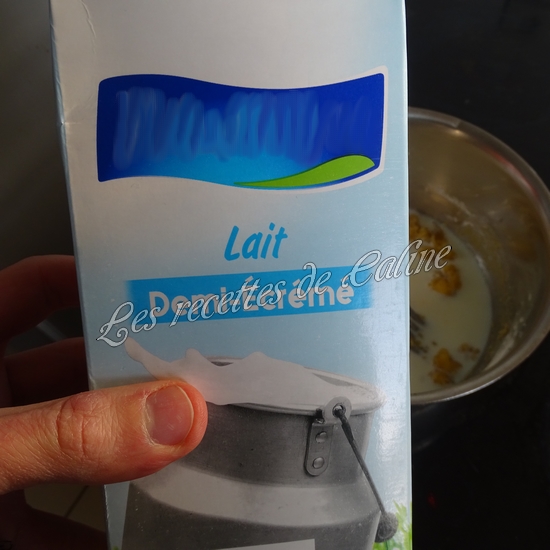 Lait
Demi-Écrémé
Les recettes de Caline